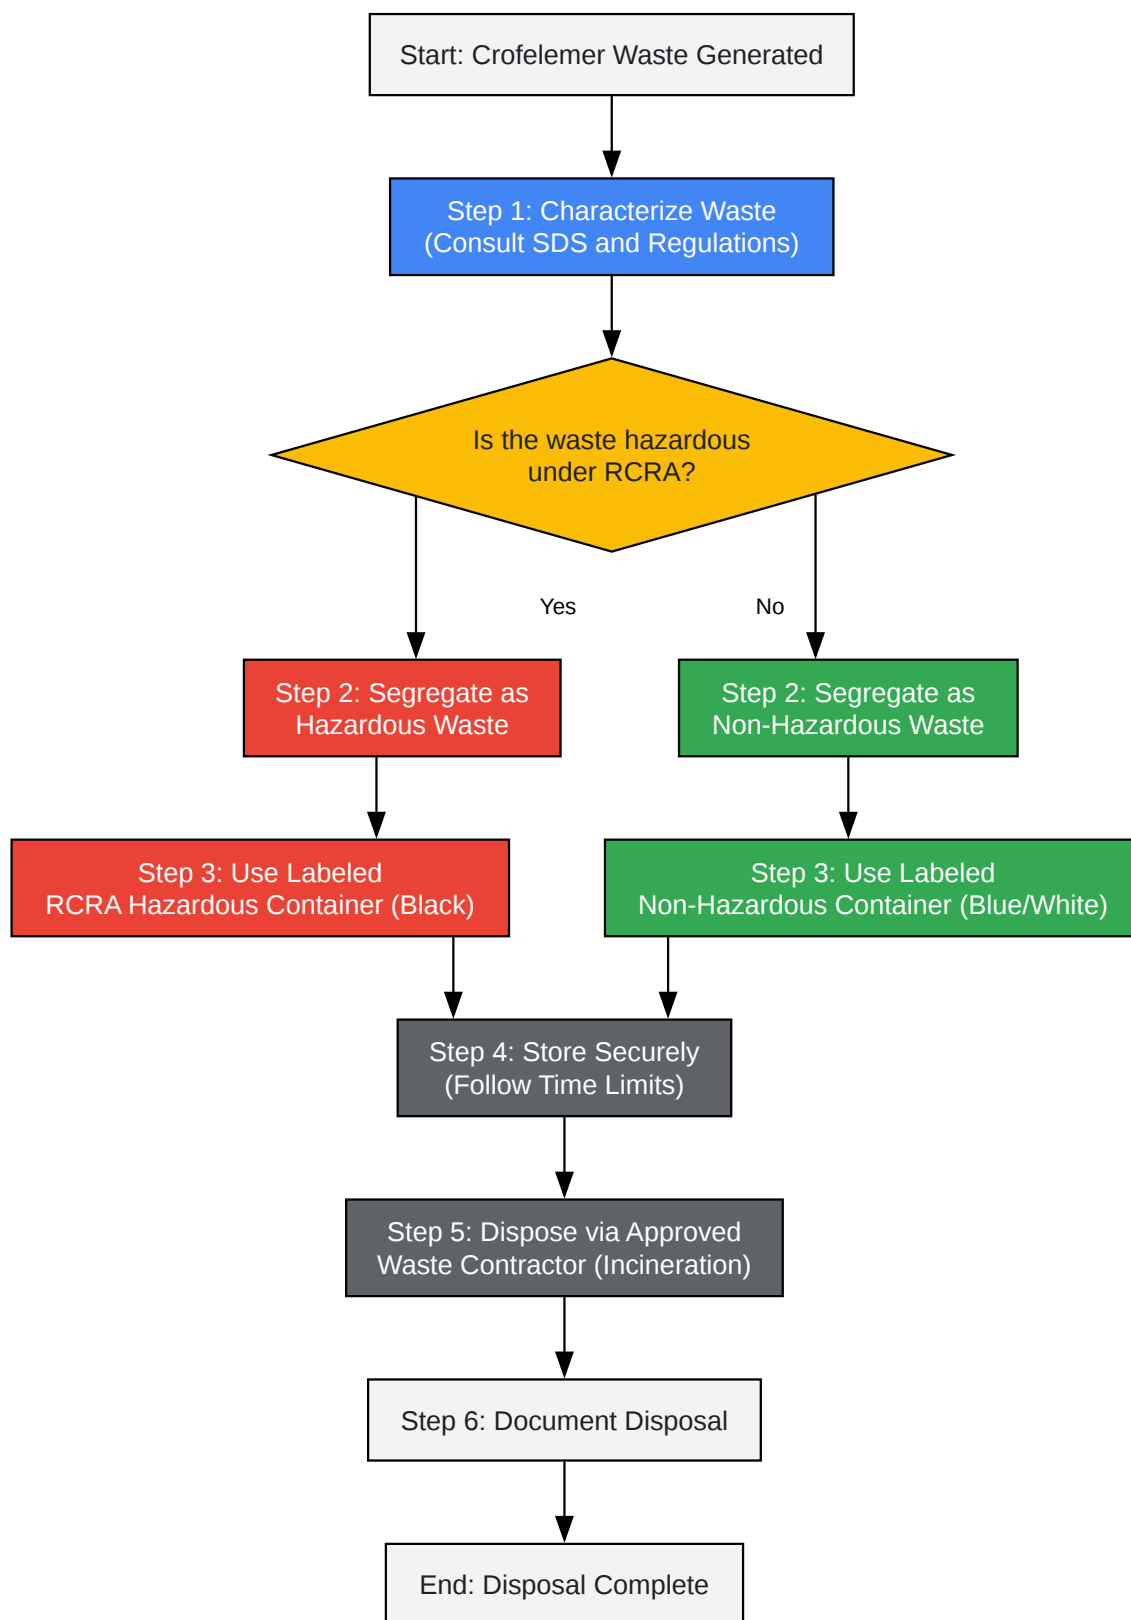 Start: Crofelemer Waste Generated
Step 1: Characterize Waste
(Consult SDS and Regulations)
Is the waste hazardous
under RCRA?
Yes
No
Step 2: Segregate as
Hazardous Waste
Step 2: Segregate as
Non-Hazardous Waste
Step 3: Use Labeled
RCRA Hazardous Container (Black)
Step 3: Use Labeled
Non-Hazardous Container (Blue/White)
Step 4: Store Securely
(Follow Time Limits)
Step 5: Dispose via Approved
Waste Contractor (Incineration)
Step 6: Document Disposal
End: Disposal Complete